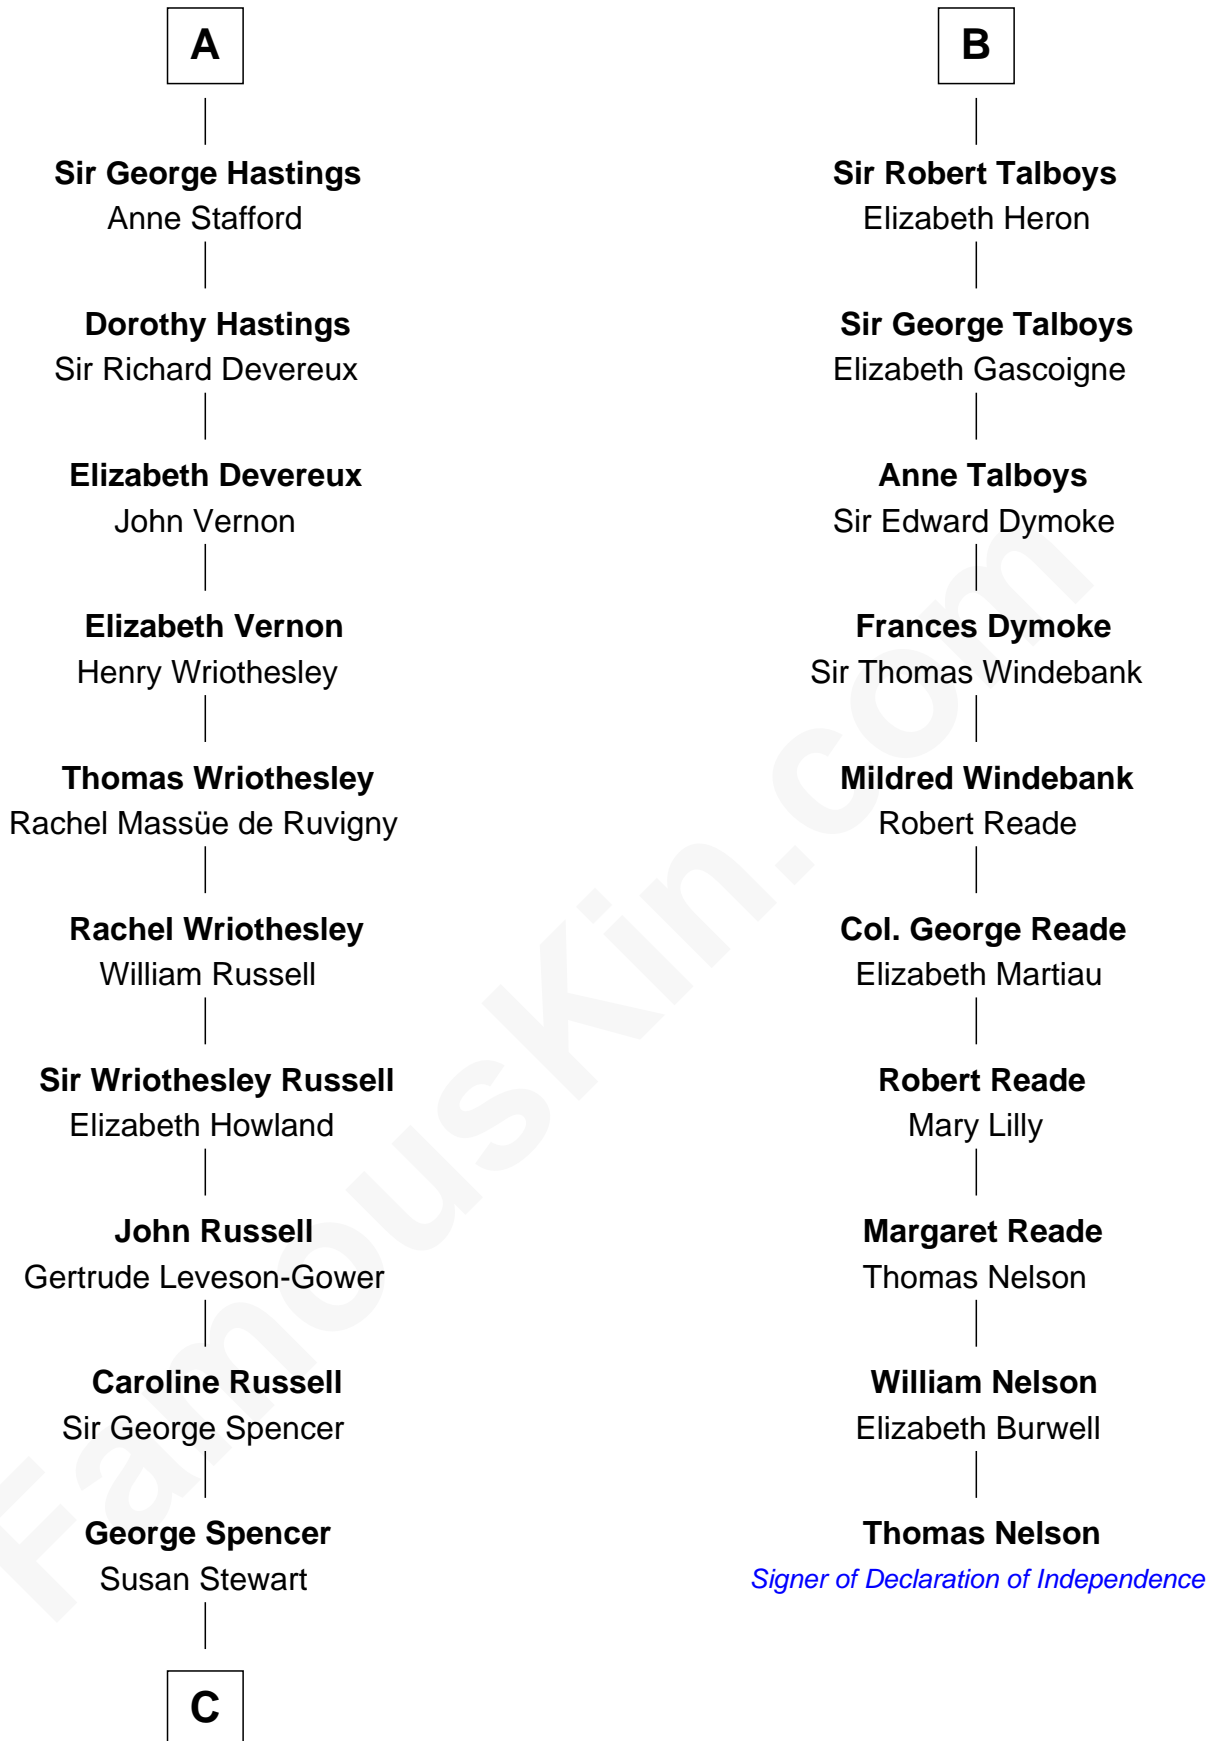 A
Sir George Hastings
Anne Stafford
Dorothy Hastings
Sir Richard Devereux
Elizabeth Devereux
John Vernon
Elizabeth Vernon
Henry Wriothesley
Thomas Wriothesley
Rachel Massüe de Ruvigny
Rachel Wriothesley
William Russell
Sir Wriothesley Russell
Elizabeth Howland
John Russell
Gertrude Leveson-Gower
Caroline Russell
Sir George Spencer
George Spencer
Susan Stewart
C
B
Sir Robert Talboys
Elizabeth Heron
Sir George Talboys
Elizabeth Gascoigne
Anne Talboys
Sir Edward Dymoke
Frances Dymoke
Sir Thomas Windebank
Mildred Windebank
Robert Reade
Col. George Reade
Elizabeth Martiau
Robert Reade
Mary Lilly
Margaret Reade
Thomas Nelson
William Nelson
Elizabeth Burwell
Thomas Nelson
Signer of Declaration of Independence
FamousKin.com